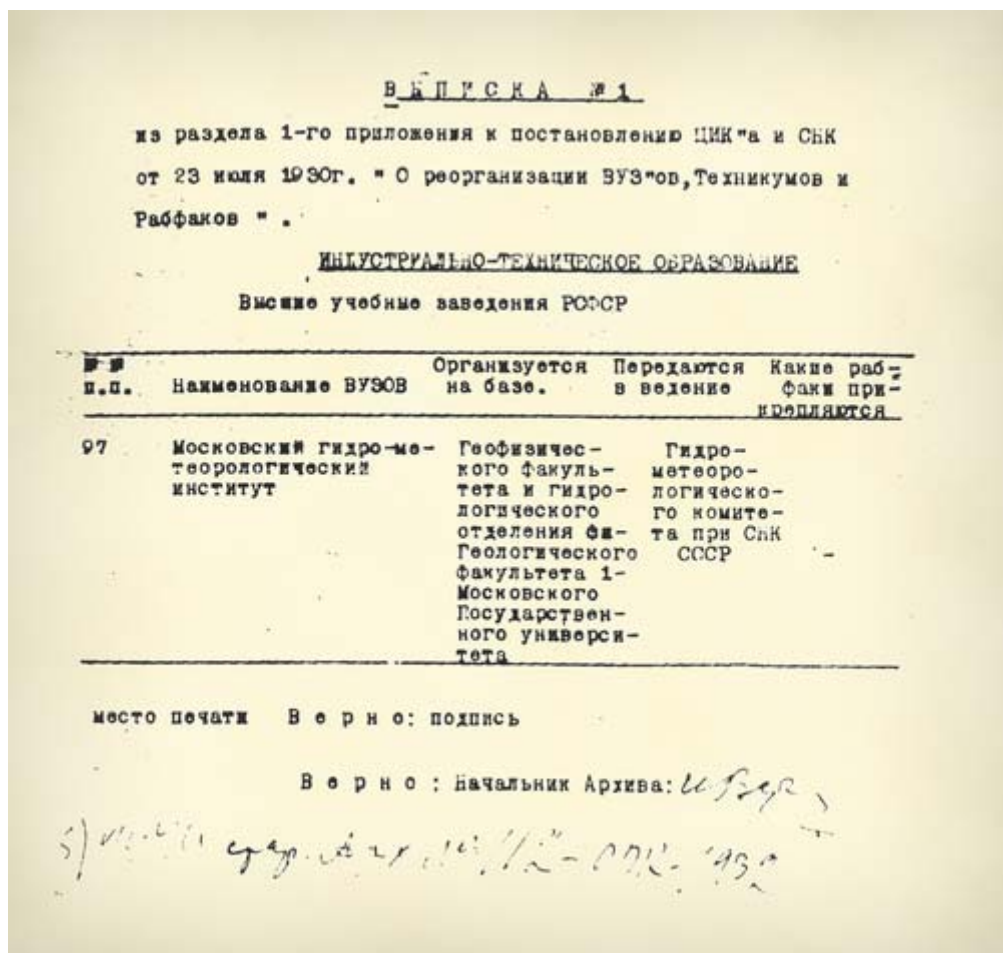 ВЫПИСКА №1
из раздела 1-го приложения к постановлению ЦИК"а и СНК
от 23 июля 1930г. " О реорганизации ВУЗ"ов,Техникумов и
Рабфаков " .
ИНДУСТРИАЛЬНО-ТЕХНИЧЕСКОЕ ОБРАЗОВАНИЕ
Высшие учебные заведения РСФСР
№ №
п.п.
Наименование ВУЗОВ
Организуется
на базе.
Передаются
в ведение
Какие раб-
факи при-
крепляются
97
Московский гидро-ме-
теорологический
институт
Геофизичес-
кого факуль-
тета и гидро-
логического
отделения фи-
Геологического
факультета 1-
Московского
Государствен-
ного универси-
тета
Гидро-
метеоро-
логическо-
го комите-
та при СНК
СССР
-
место печати В е р н о: подпись
В е р н о : Начальник Архива: